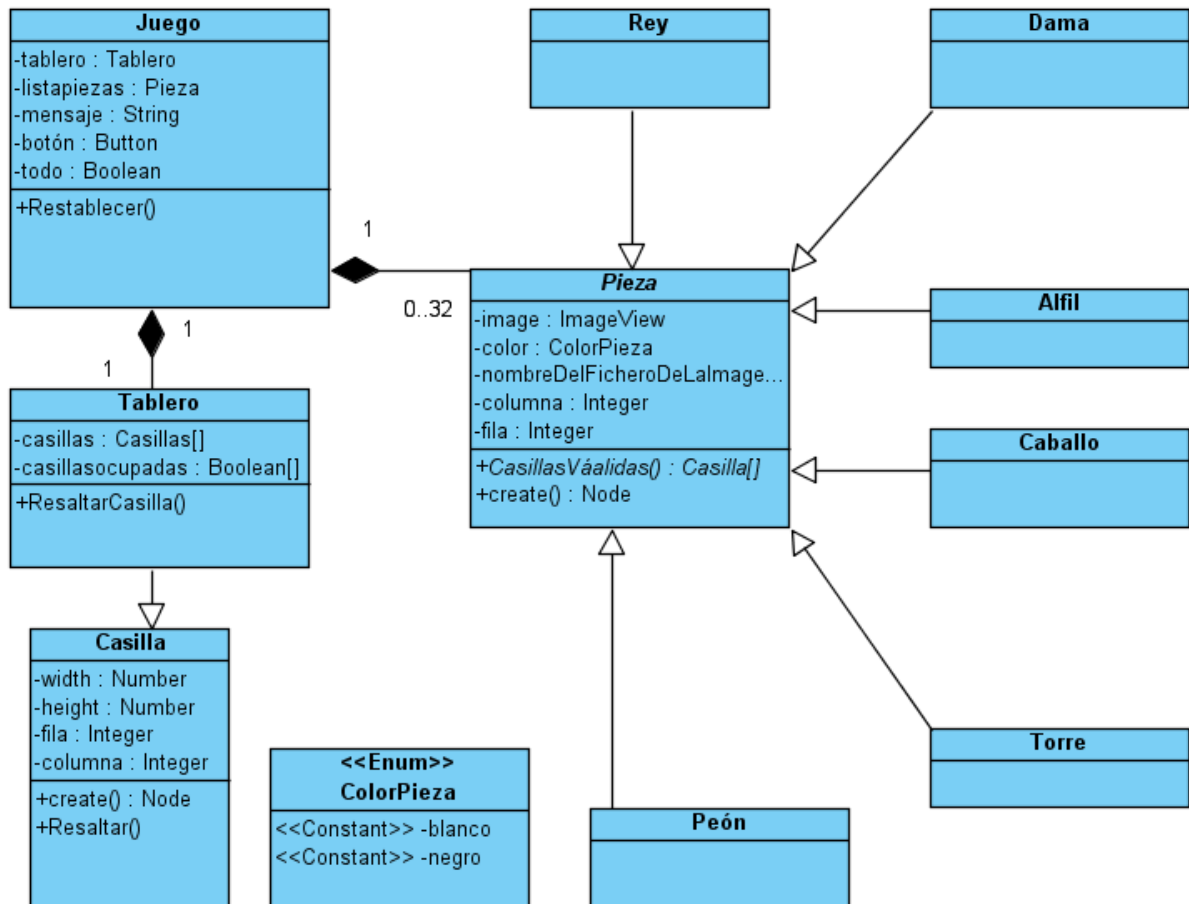 Juego
-tablero : Tablero
-listapiezas : Pieza
-mensaje : String
-botón : Button
-todo : Boolean
+Restablecer()
1
1
0..32
1
1
Tablero
-casillas : Casillas[]
-casillasocupadas : Boolean[]
+ResaltarCasilla()
Casilla
-width : Number
-height : Number
-fila : Integer
-columna : Integer
+create() : Node
+Resaltar()
<<Enum>>
ColorPieza
<<Constant>> -blanco
<<Constant>> -negro
Rey
Dama
Pieza
-image : ImageView
-color : ColorPieza
-nombreDelFicheroDeLaImage...
-columna : Integer
-fila : Integer
+CasillasVáalidas() : Casilla[]
+create() : Node
Alfil
Caballo
Torre
Peón